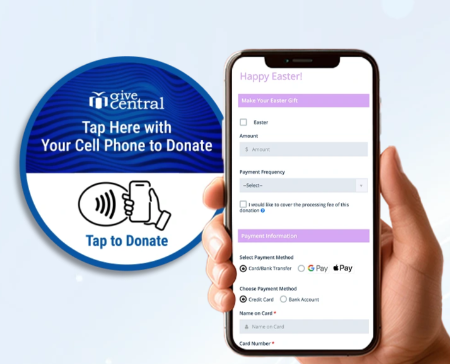 give
central
Tap Here with
Your Cell Phone to Donate
Tap to Donate
Happy Easter!
Make Your Easter Gift
Easter
Amount
$ Amount
Payment Frequency
--Select--
I would like to cover the processing fee of this
donation
Payment Information
Select Payment Method
Card/Bank Transfer
G Pay
Pay
Choose Payment Method
Credit Card
Bank Account
Name on Card *
Name on Card
Card Number *